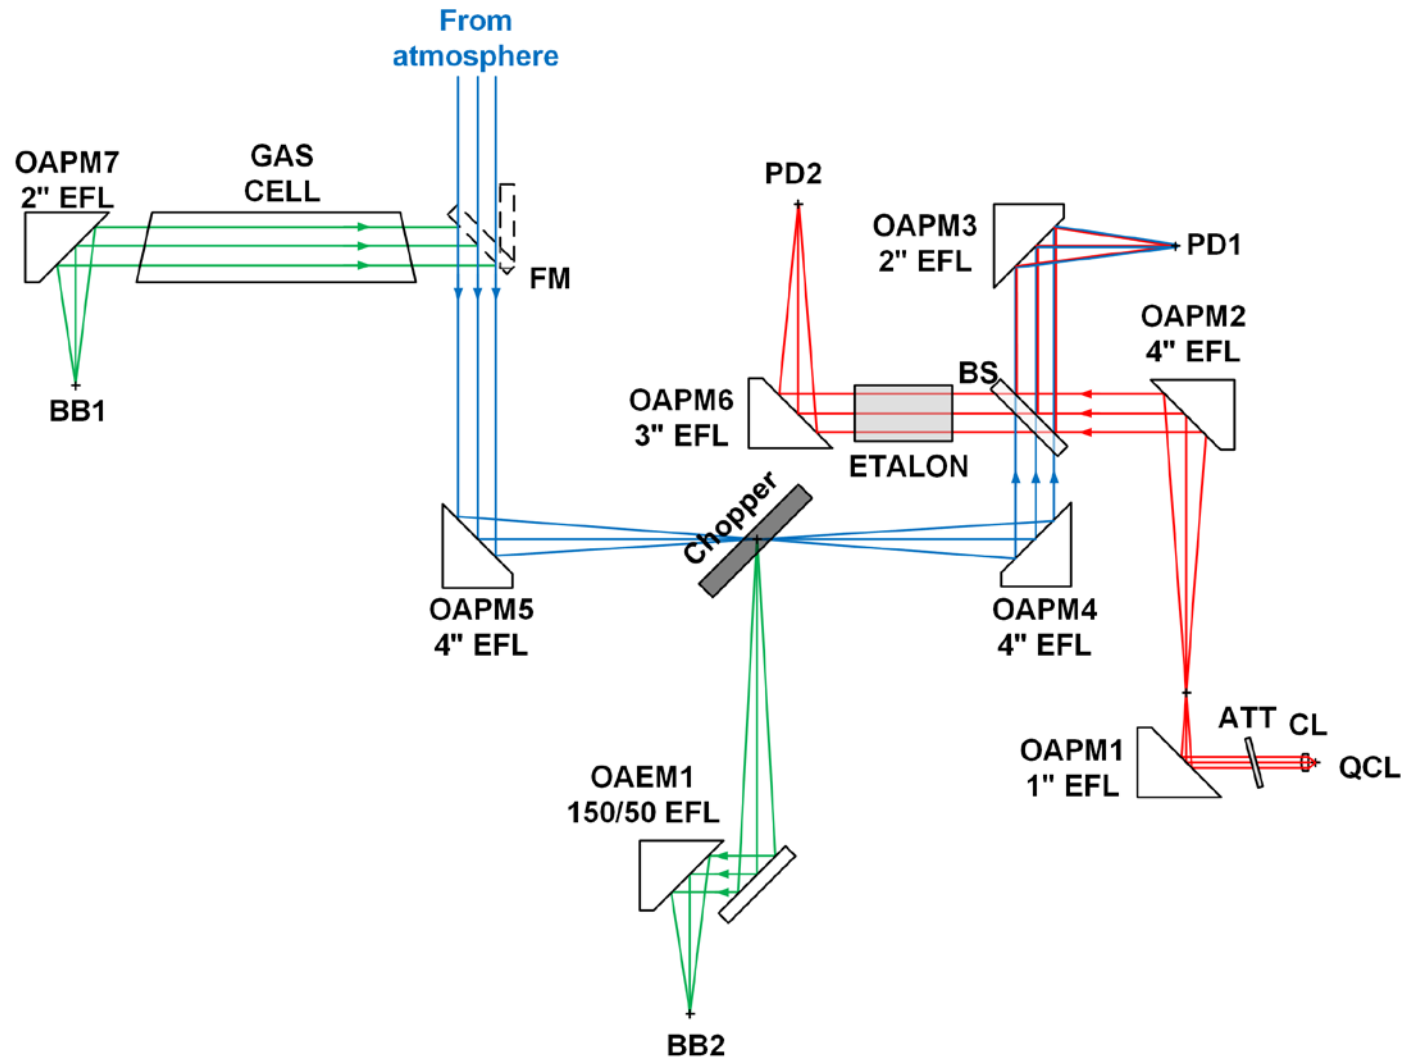 From
atmosphere
OAPM7
2" EFL
GAS
CELL
FM
BB1
PD2
OAPM3
2" EFL
PD1
OAPM2
4" EFL
BS
OAPM6
3" EFL
ETALON
Chopper
OAPM5
4" EFL
OAPM4
4" EFL
ATT
CL
QCL
OAPM1
1" EFL
OAEM1
150/50 EFL
BB2